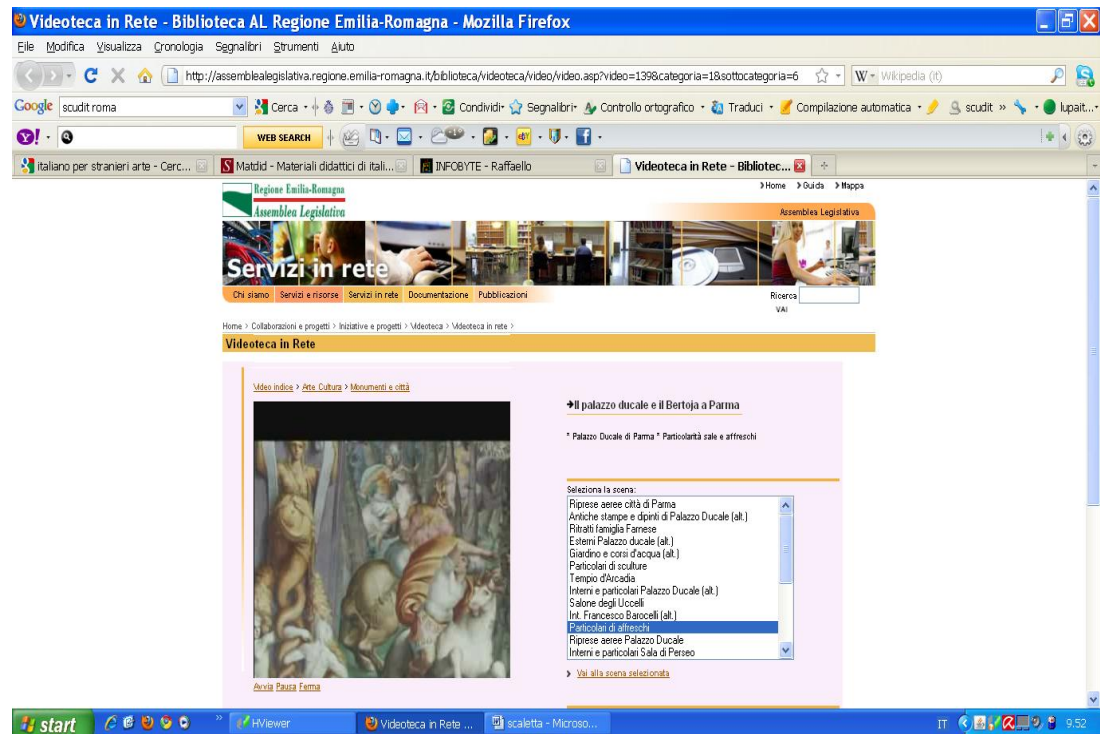 Videoteca in Rete - Biblioteca AL Regione Emilia-Romagna - Mozilla Firefox
File Modifica Visualizza Cronologia Segnalibri Strumenti Aiuto
http://assemblealegislativa.regione.emilia-romagna.it/biblioteca/videoteca/video/video.asp?video=139&categoria=1&sottocategoria=6 W Wikipedia (it)
Google scudit roma Cerca Condividi Segnalibri Controllo ortografico Traduci Compilazione automatica scudit » lupait...
Y! WEB SEARCH
italiano per stranieri arte - Cerc... Matdid - Materiali didattici di itali... INFOBYTE - Raffaello Videoteca in Rete - Bibliotec...
Regione Emilia-Romagna
Home Guida Mappa
Assemblea Legislativa
Assemblea Legislativa
Servizi in rete
Chi siamo Servizi e risorse Servizi in rete Documentazione Pubblicazioni
Ricerca
VAI
Home > Collaborazioni e progetti > Iniziative e progetti > Videoteca > Videoteca in rete >
Videoteca in Rete
Video indice > Arte Cultura > Monumenti e città
Il palazzo ducale e il Bertoja a Parma
* Palazzo Ducale di Parma * Particolarità sale e affreschi
Seleziona la scena:
Riprese aeree città di Parma
Antiche stampe e dipinti di Palazzo Ducale (alt.)
Ritratti famiglia Farnese
Esterni Palazzo ducale (alt.)
Giardino e corsi d'acqua (alt.)
Particolari di sculture
Tempio d'Arcadia
Interni e particolari Palazzo Ducale (alt.)
Salone degli Uccelli
Int. Francesco Barocelli (alt.)
Particolari di affreschi
Riprese aeree Palazzo Ducale
Interni e particolari Sala di Perseo
Vai alla scena selezionata
Avvia Pausa Ferma
start HViewer Videoteca in Rete ... scaletta - Microso... IT 9.52